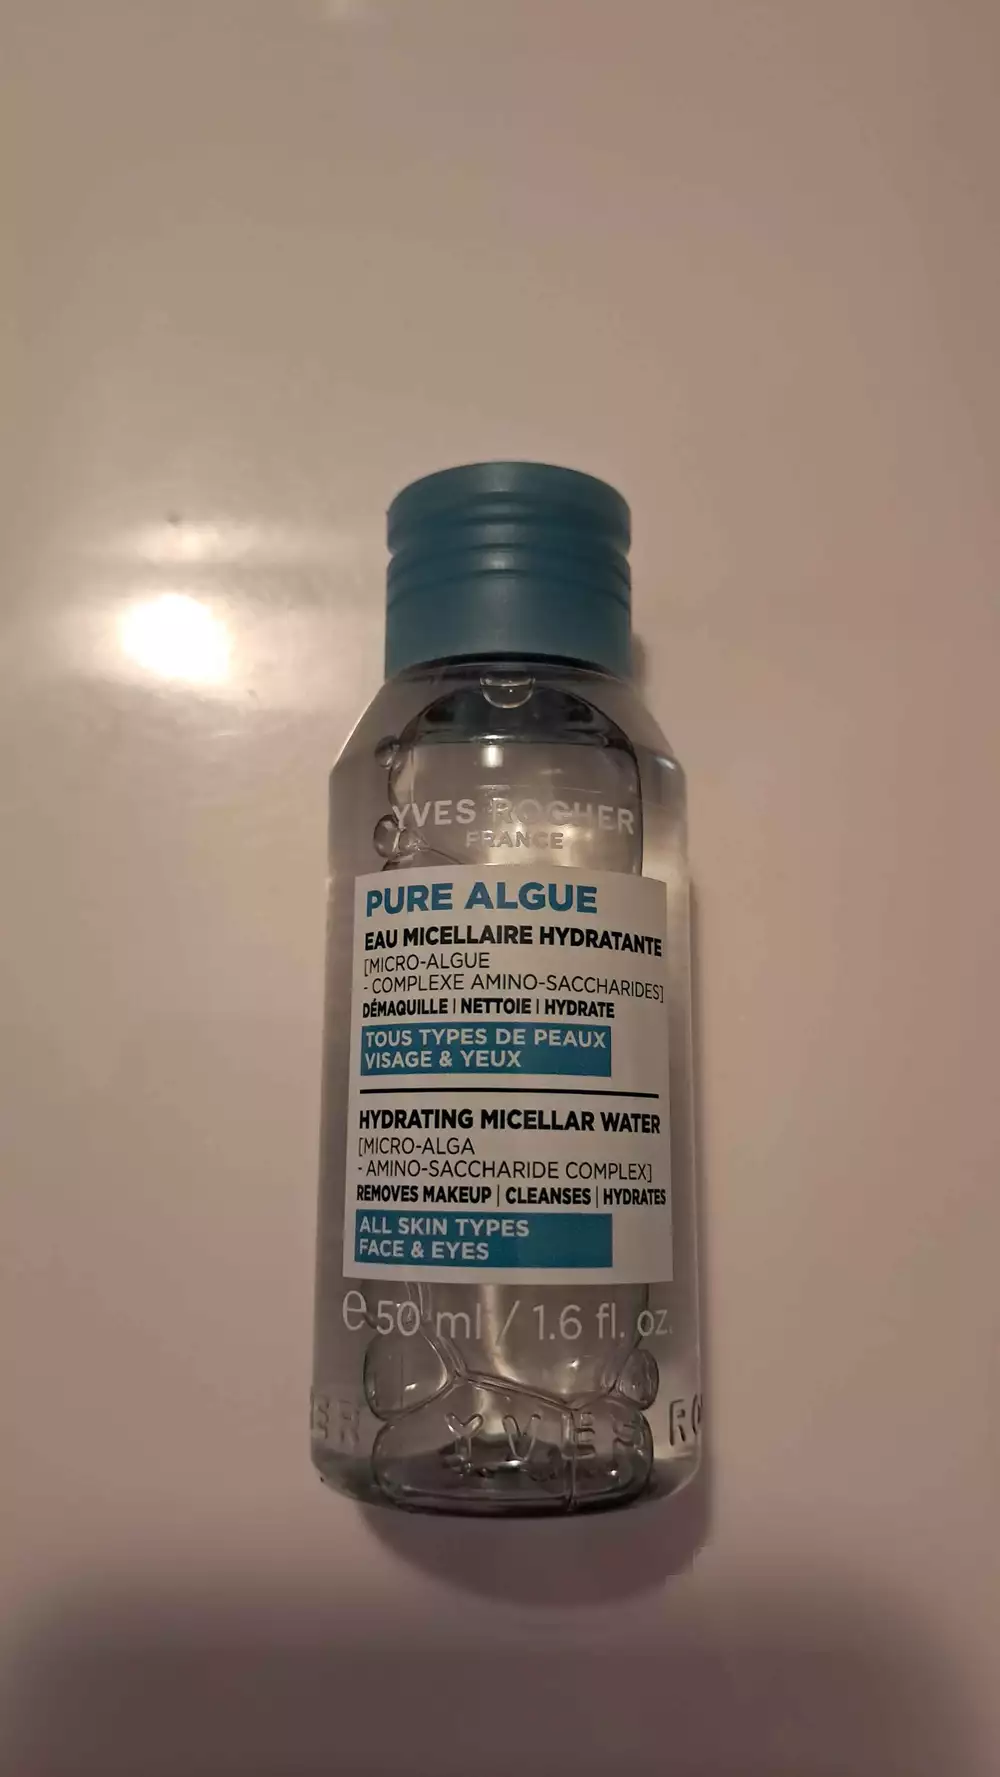 YVES ROCHER
FRANCE
PURE ALGUE
EAU MICELLAIRE HYDRATANTE
[MICRO-ALGUE
- COMPLEXE AMINO-SACCHARIDES]
DÉMAQUILLE | NETTOIE | HYDRATE
TOUS TYPES DE PEAUX
VISAGE & YEUX
HYDRATING MICELLAR WATER
[MICRO-ALGA
- AMINO-SACCHARIDE COMPLEX]
REMOVES MAKEUP | CLEANSES | HYDRATES
ALL SKIN TYPES
FACE & EYES
e 50 ml / 1.6 fl. oz.
ER YVES RO